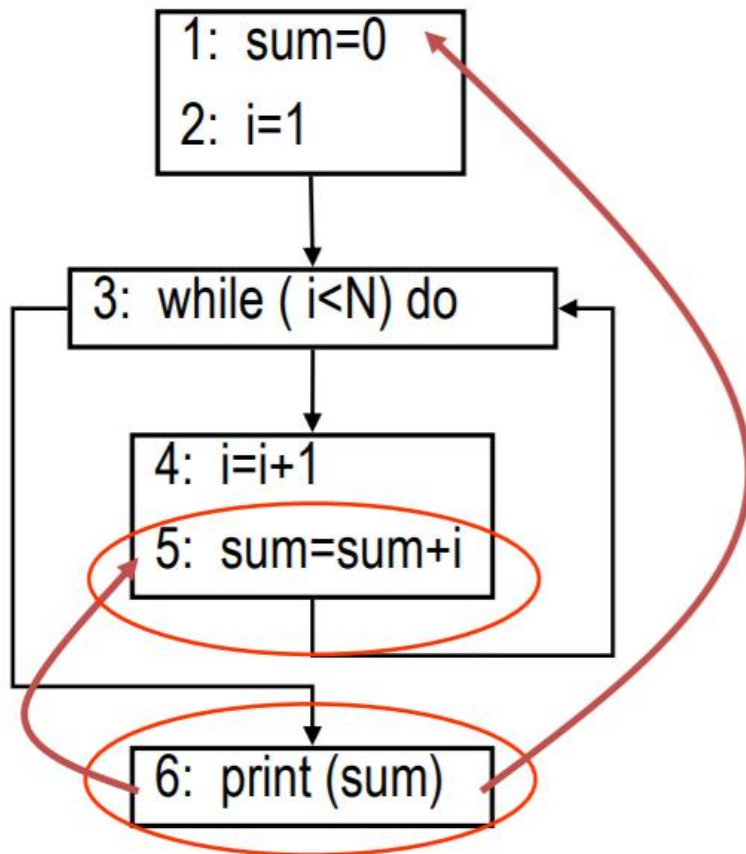 1: sum=0
2: i=1
3: while ( i<N) do
4: i=i+1
5: sum=sum+i
6: print (sum)